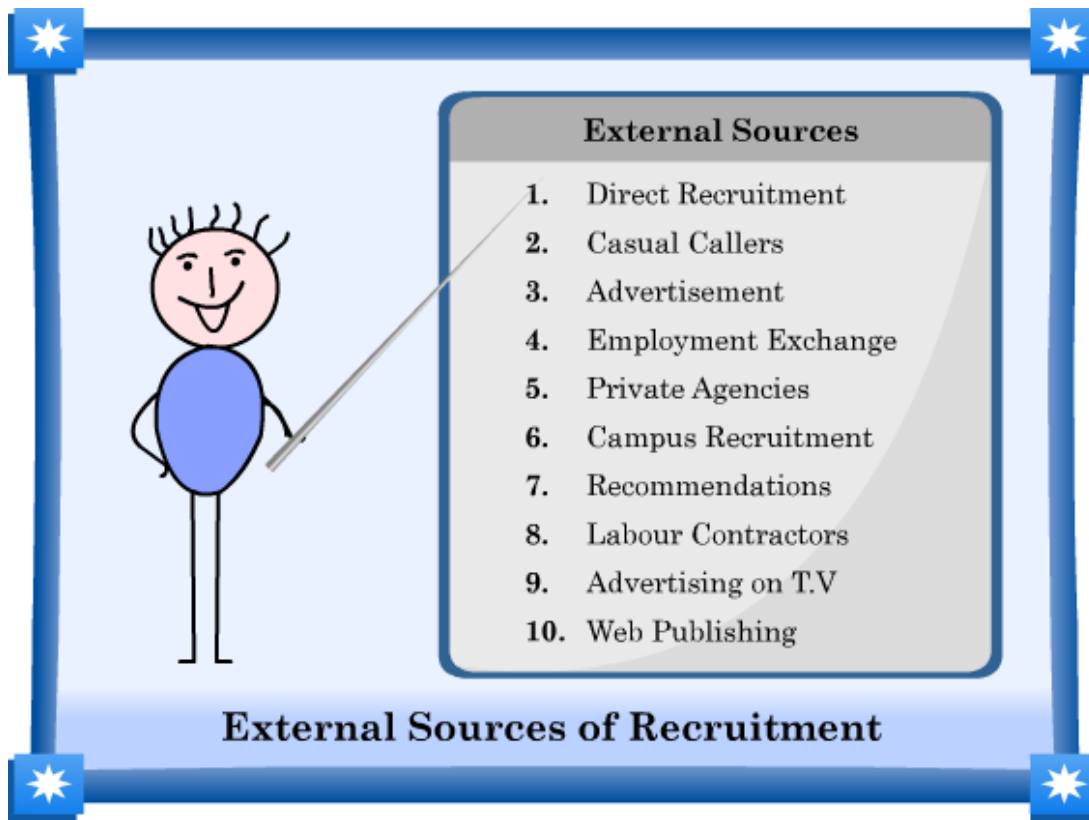 External Sources
1. Direct Recruitment
2. Casual Callers
3. Advertisement
4. Employment Exchange
5. Private Agencies
6. Campus Recruitment
7. Recommendations
8. Labour Contractors
9. Advertising on T.V
10. Web Publishing
External Sources of Recruitment